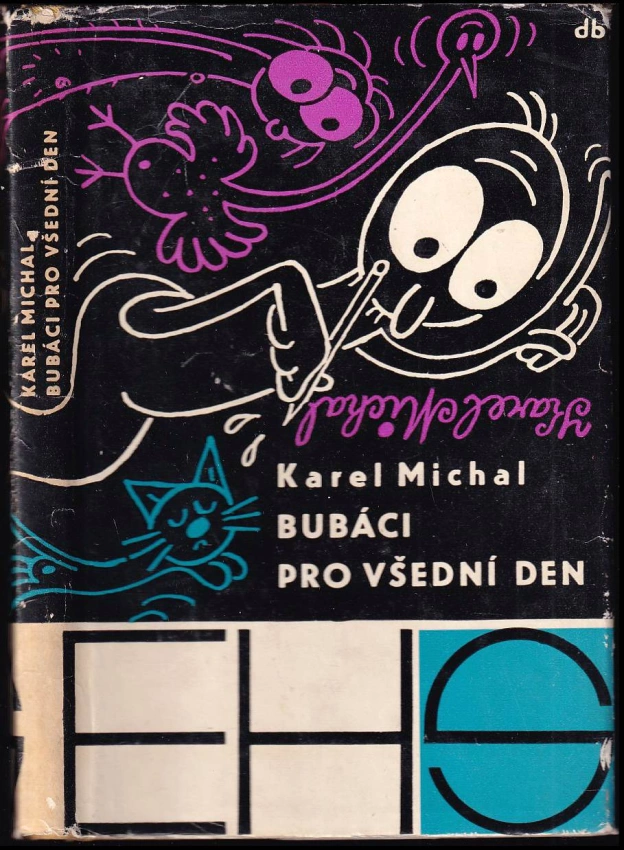 db
KAREL MICHAL
BUBÁCI PRO VŠEDNÍ DEN
Karel Michal
Karel Michal
BUBÁCI
PRO VŠEDNÍ DEN
EHS